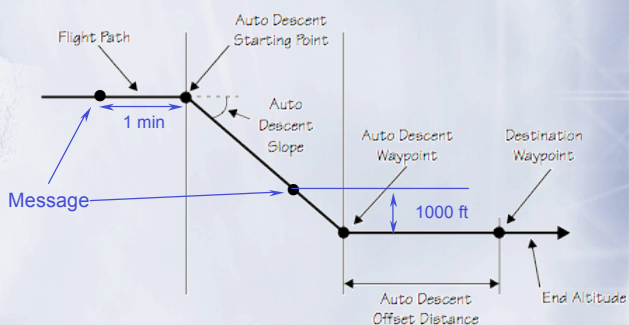 Auto Descent
Starting Point
Flight Path
1 min
Auto
Descent
Slope
Auto Descent
Waypoint
Destination
Waypoint
Message
1000 ft
Auto Descent
Offset Distance
End Altitude